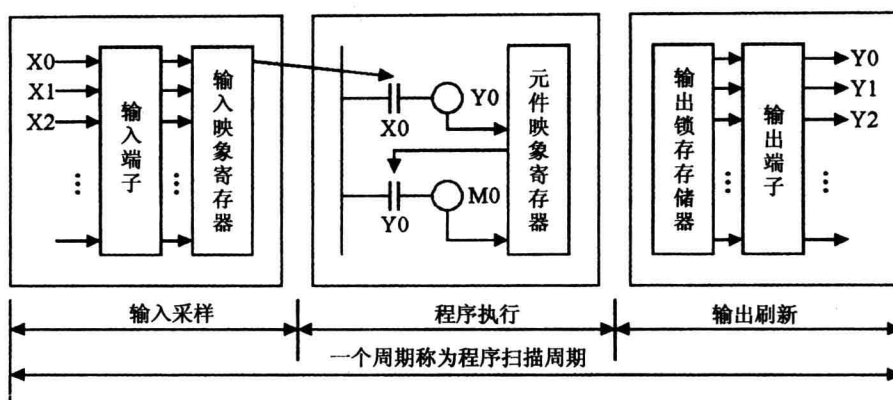 X0
X1
X2
⋮
输入端子
⋮
输入映象寄存器
X0
Y0
Y0
M0
元件映象寄存器
输出锁存存储器
⋮
输出端子
Y0
Y1
Y2
⋮
输入采样
程序执行
输出刷新
一个周期称为程序扫描周期